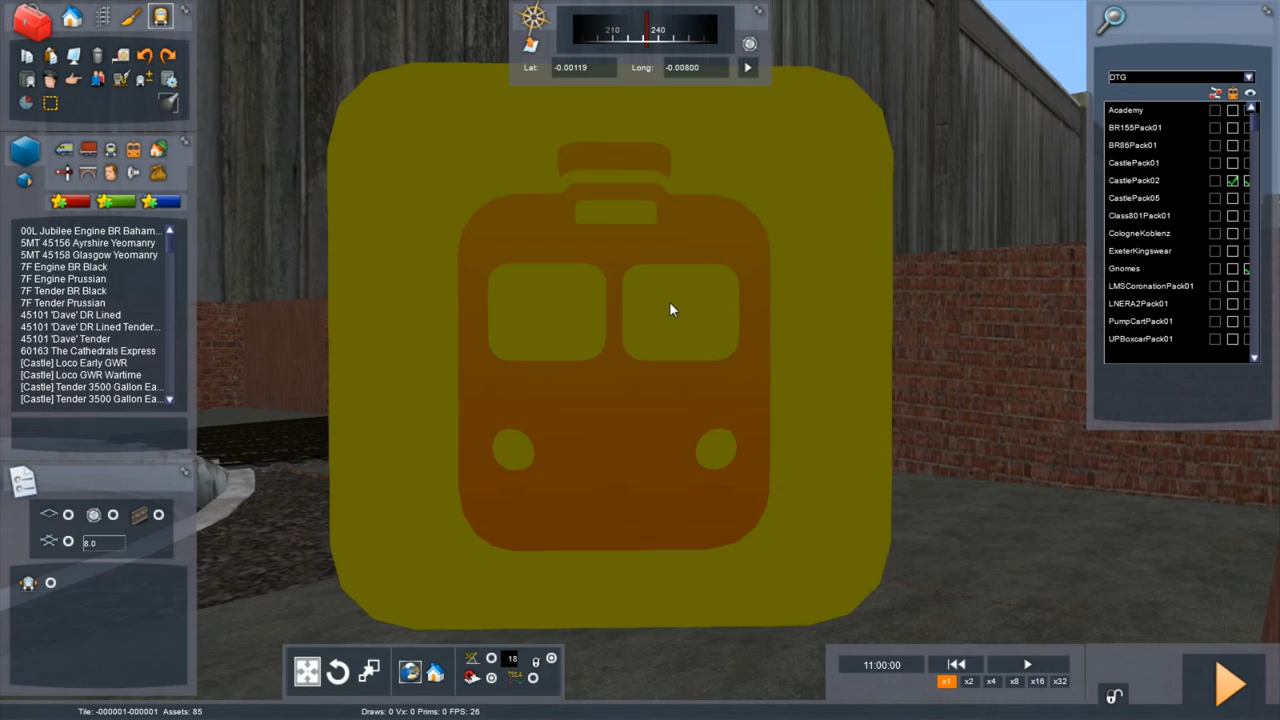 210 240
Lat: -0.00119 Long: -0.00800
DTG
Academy
BR155Pack01
BR86Pack01
CastlePack01
CastlePack02
CastlePack05
Class801Pack01
CologneKoblenz
ExeterKingswear
Gnomes
LMSCoronationPack01
LNERA2Pack01
PumpCartPack01
UPBoxcarPack01
00L Jubilee Engine BR Baham...
5MT 45156 Ayrshire Yeomanry
5MT 45158 Glasgow Yeomanry
7F Engine BR Black
7F Engine Prussian
7F Tender BR Black
7F Tender Prussian
45101 'Dave' DR Lined
45101 'Dave' DR Lined Tender...
45101 'Dave' Tender
60163 The Cathedrals Express
[Castle] Loco Early GWR
[Castle] Loco GWR Wartime
[Castle] Tender 3500 Gallon Ea...
[Castle] Tender 3500 Gallon Ea...
8.0
18
11:00:00
x1 x2 x4 x8 x16 x32
Tile: -000001-000001 Assets: 85 Draws: 0 Vx: 0 Prims: 0 FPS: 26